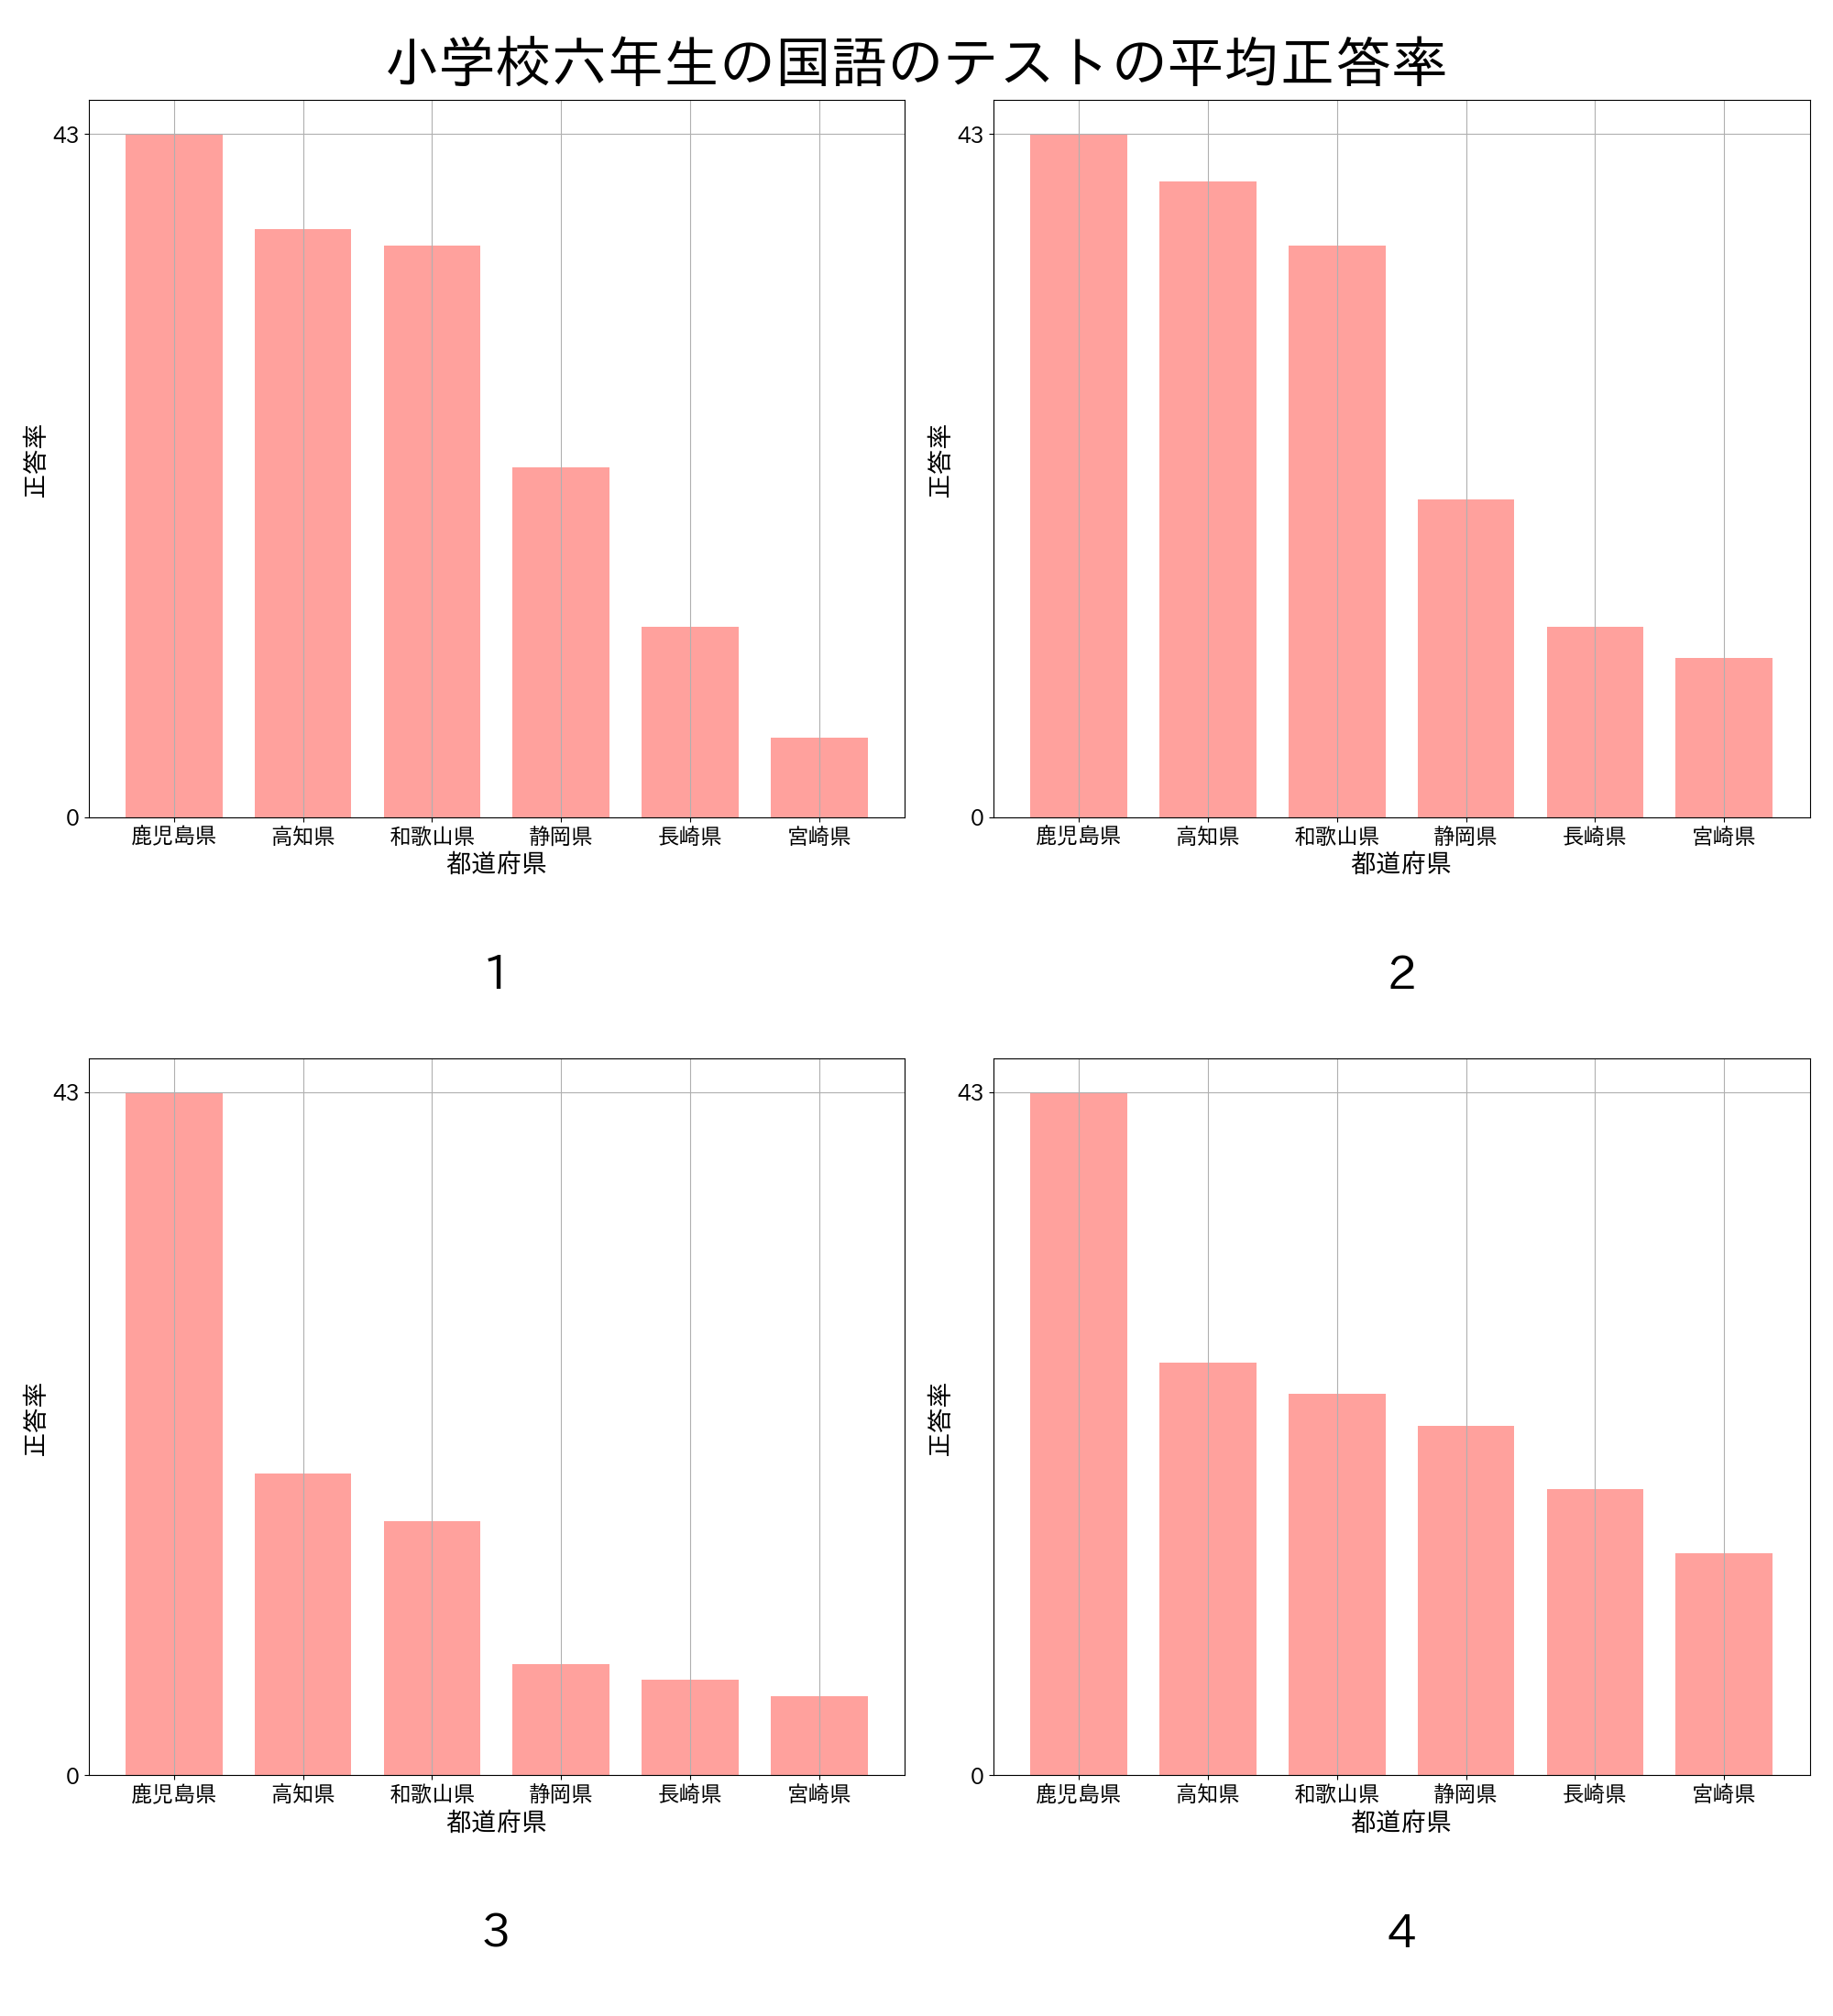 小学校六年生の国語のテストの平均正答率
43
0
正答率
鹿児島県 高知県 和歌山県 静岡県 長崎県 宮崎県
都道府県
1
43
0
正答率
鹿児島県 高知県 和歌山県 静岡県 長崎県 宮崎県
都道府県
2
43
0
正答率
鹿児島県 高知県 和歌山県 静岡県 長崎県 宮崎県
都道府県
3
43
0
正答率
鹿児島県 高知県 和歌山県 静岡県 長崎県 宮崎県
都道府県
4